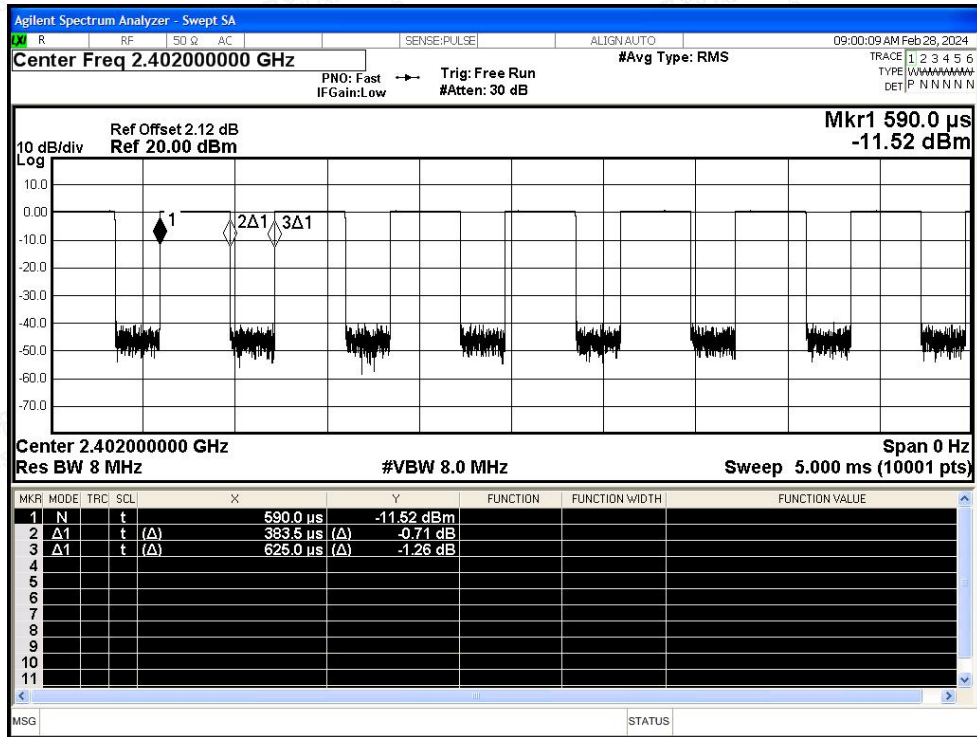 Agilent Spectrum Analyzer - Swept SA
LXI R RF 50 Ω AC SENSE:PULSE ALIGN AUTO 09:00:09 AM Feb 28, 2024
Center Freq 2.402000000 GHz #Avg Type: RMS TRACE 1 2 3 4 5 6
PNO: Fast Trig: Free Run TYPE WWWWWW
IFGain:Low #Atten: 30 dB DET P N N N N N
Mkr1 590.0 µs
Ref Offset 2.12 dB
10 dB/div Ref 20.00 dBm -11.52 dBm
Log
10.0
0.00
1 2Δ1 3Δ1
-10.0
-20.0
-30.0
-40.0
-50.0
-60.0
-70.0
Center 2.402000000 GHz Span 0 Hz
Res BW 8 MHz #VBW 8.0 MHz Sweep 5.000 ms (10001 pts)
MKR MODE TRC SCL X Y FUNCTION FUNCTION WIDTH FUNCTION VALUE
1 N t 590.0 µs -11.52 dBm
2 Δ1 t (Δ) 383.5 µs (Δ) -0.71 dB
3 Δ1 t (Δ) 625.0 µs (Δ) -1.26 dB
4
5
6
7
8
9
10
11
MSG STATUS